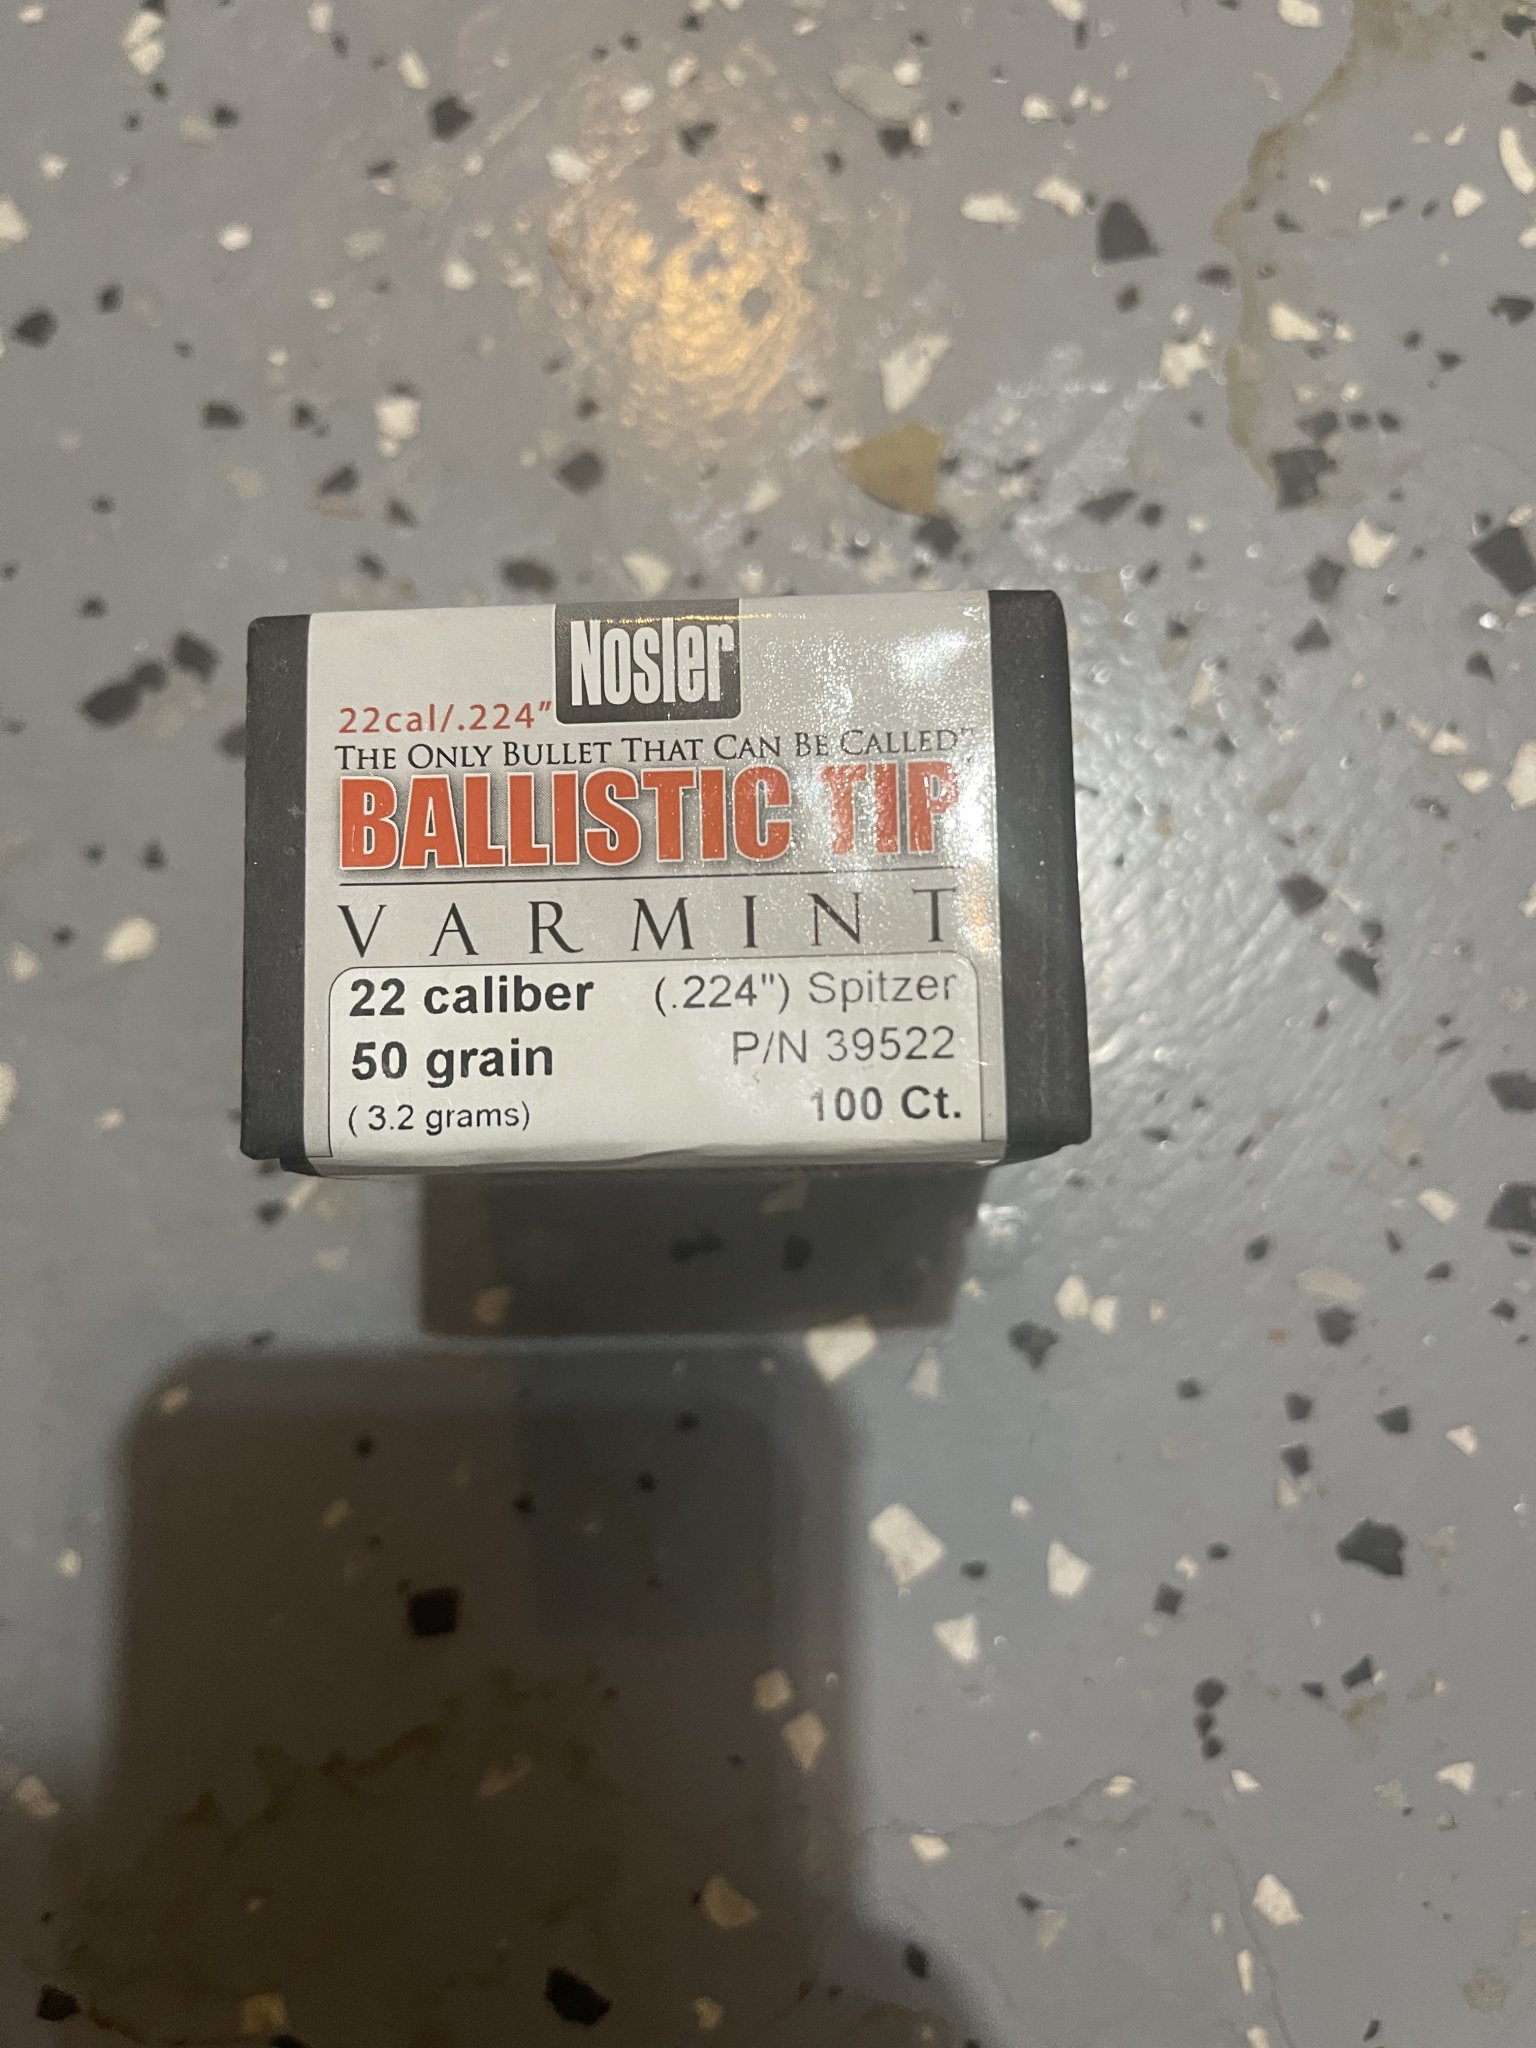 Nosler
22cal/.224"
THE ONLY BULLET THAT CAN BE CALLED™
BALLISTIC TIP
VARMINT
22 caliber (.224") Spitzer
50 grain P/N 39522
(3.2 grams) 100 Ct.